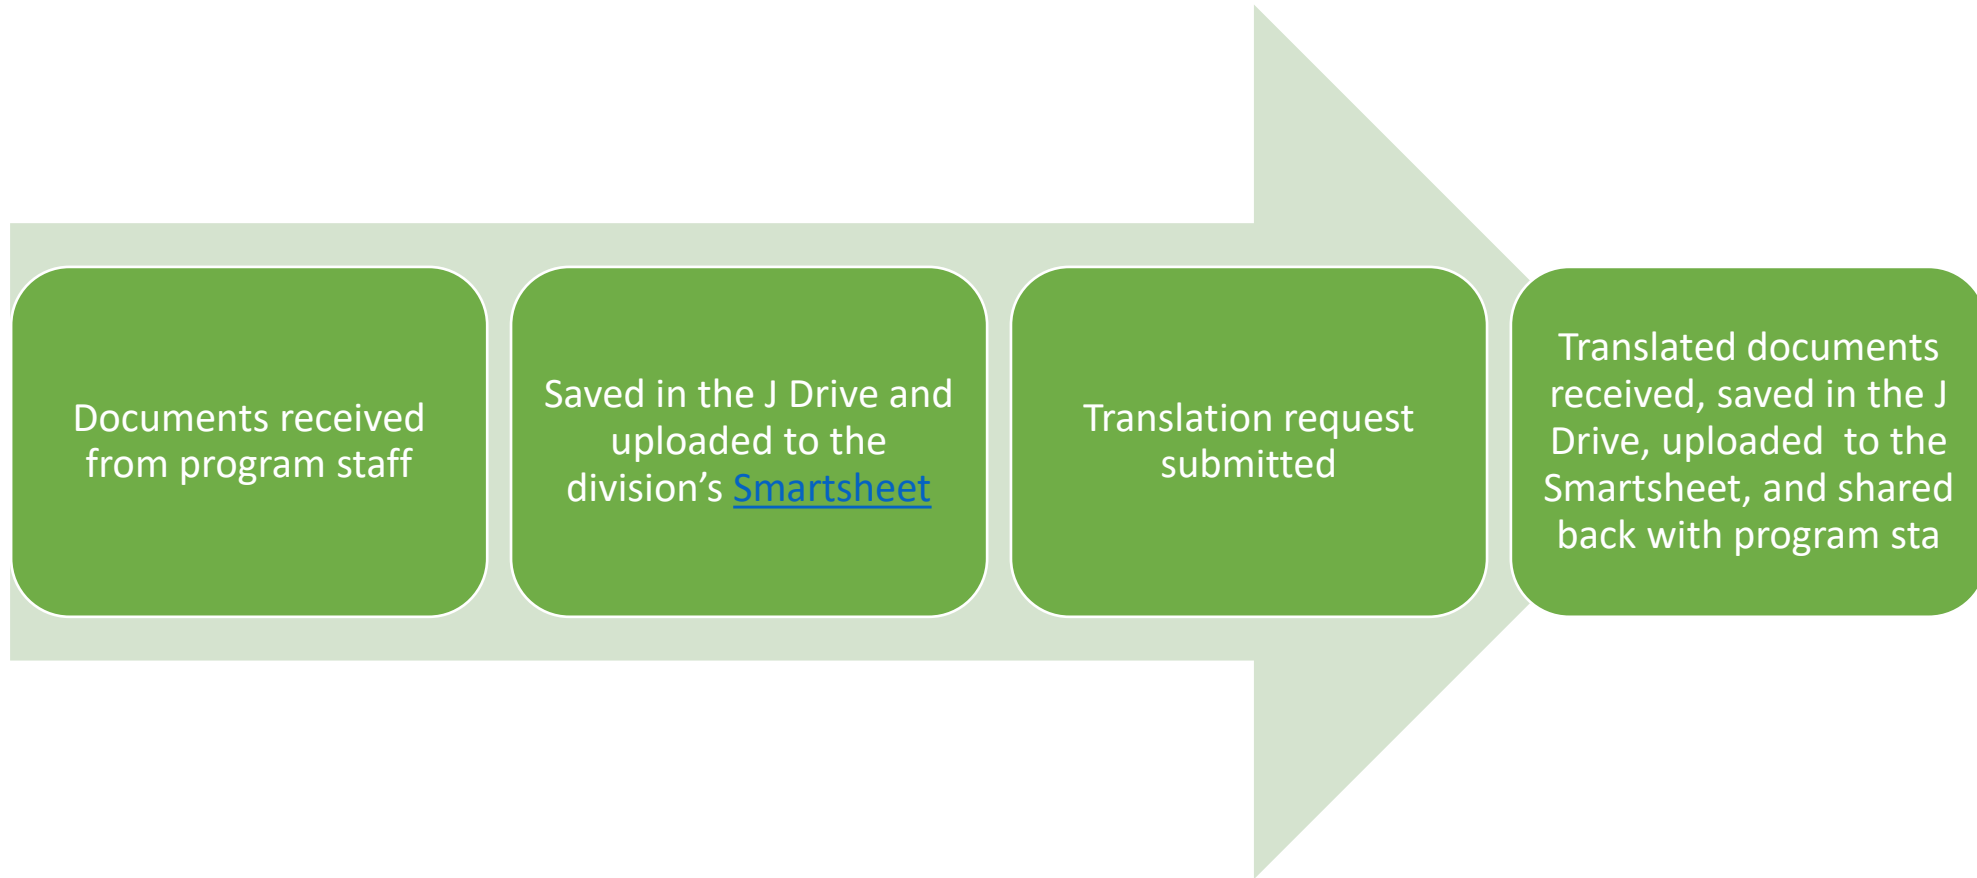 Documents received
from program staff
Saved in the J Drive and
uploaded to the
division’s Smartsheet
Translation request
submitted
Translated documents
received, saved in the J
Drive, uploaded  to the
Smartsheet, and shared
back with program sta